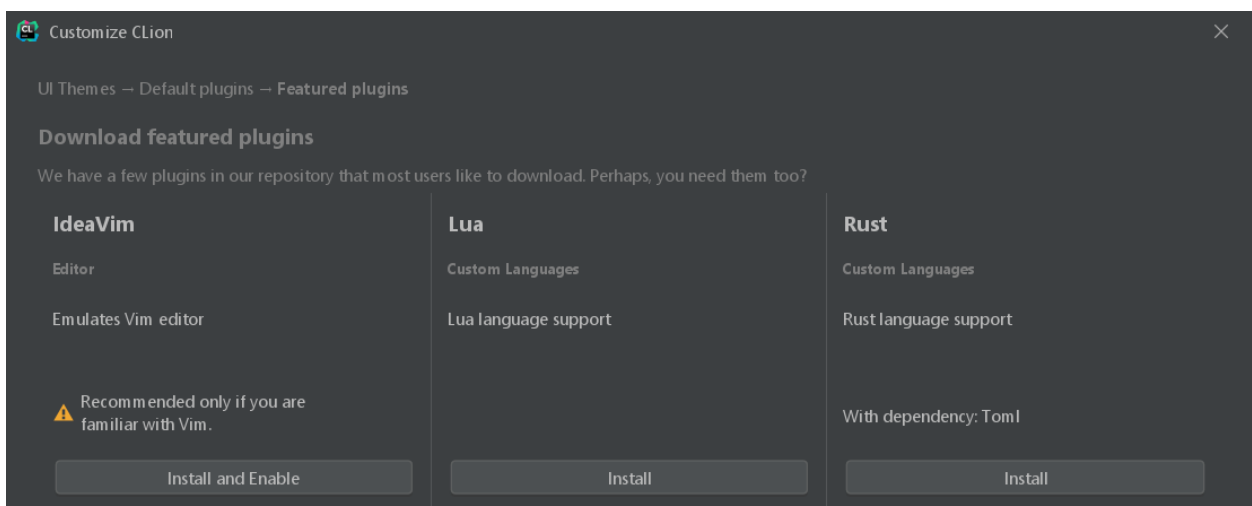 Customize CLion
UI Themes → Default plugins → Featured plugins
Download featured plugins
We have a few plugins in our repository that most users like to download. Perhaps, you need them too?
IdeaVim
Editor
Emulates Vim editor
Recommended only if you are
familiar with Vim.
Install and Enable
Lua
Custom Languages
Lua language support
Install
Rust
Custom Languages
Rust language support
With dependency: Toml
Install